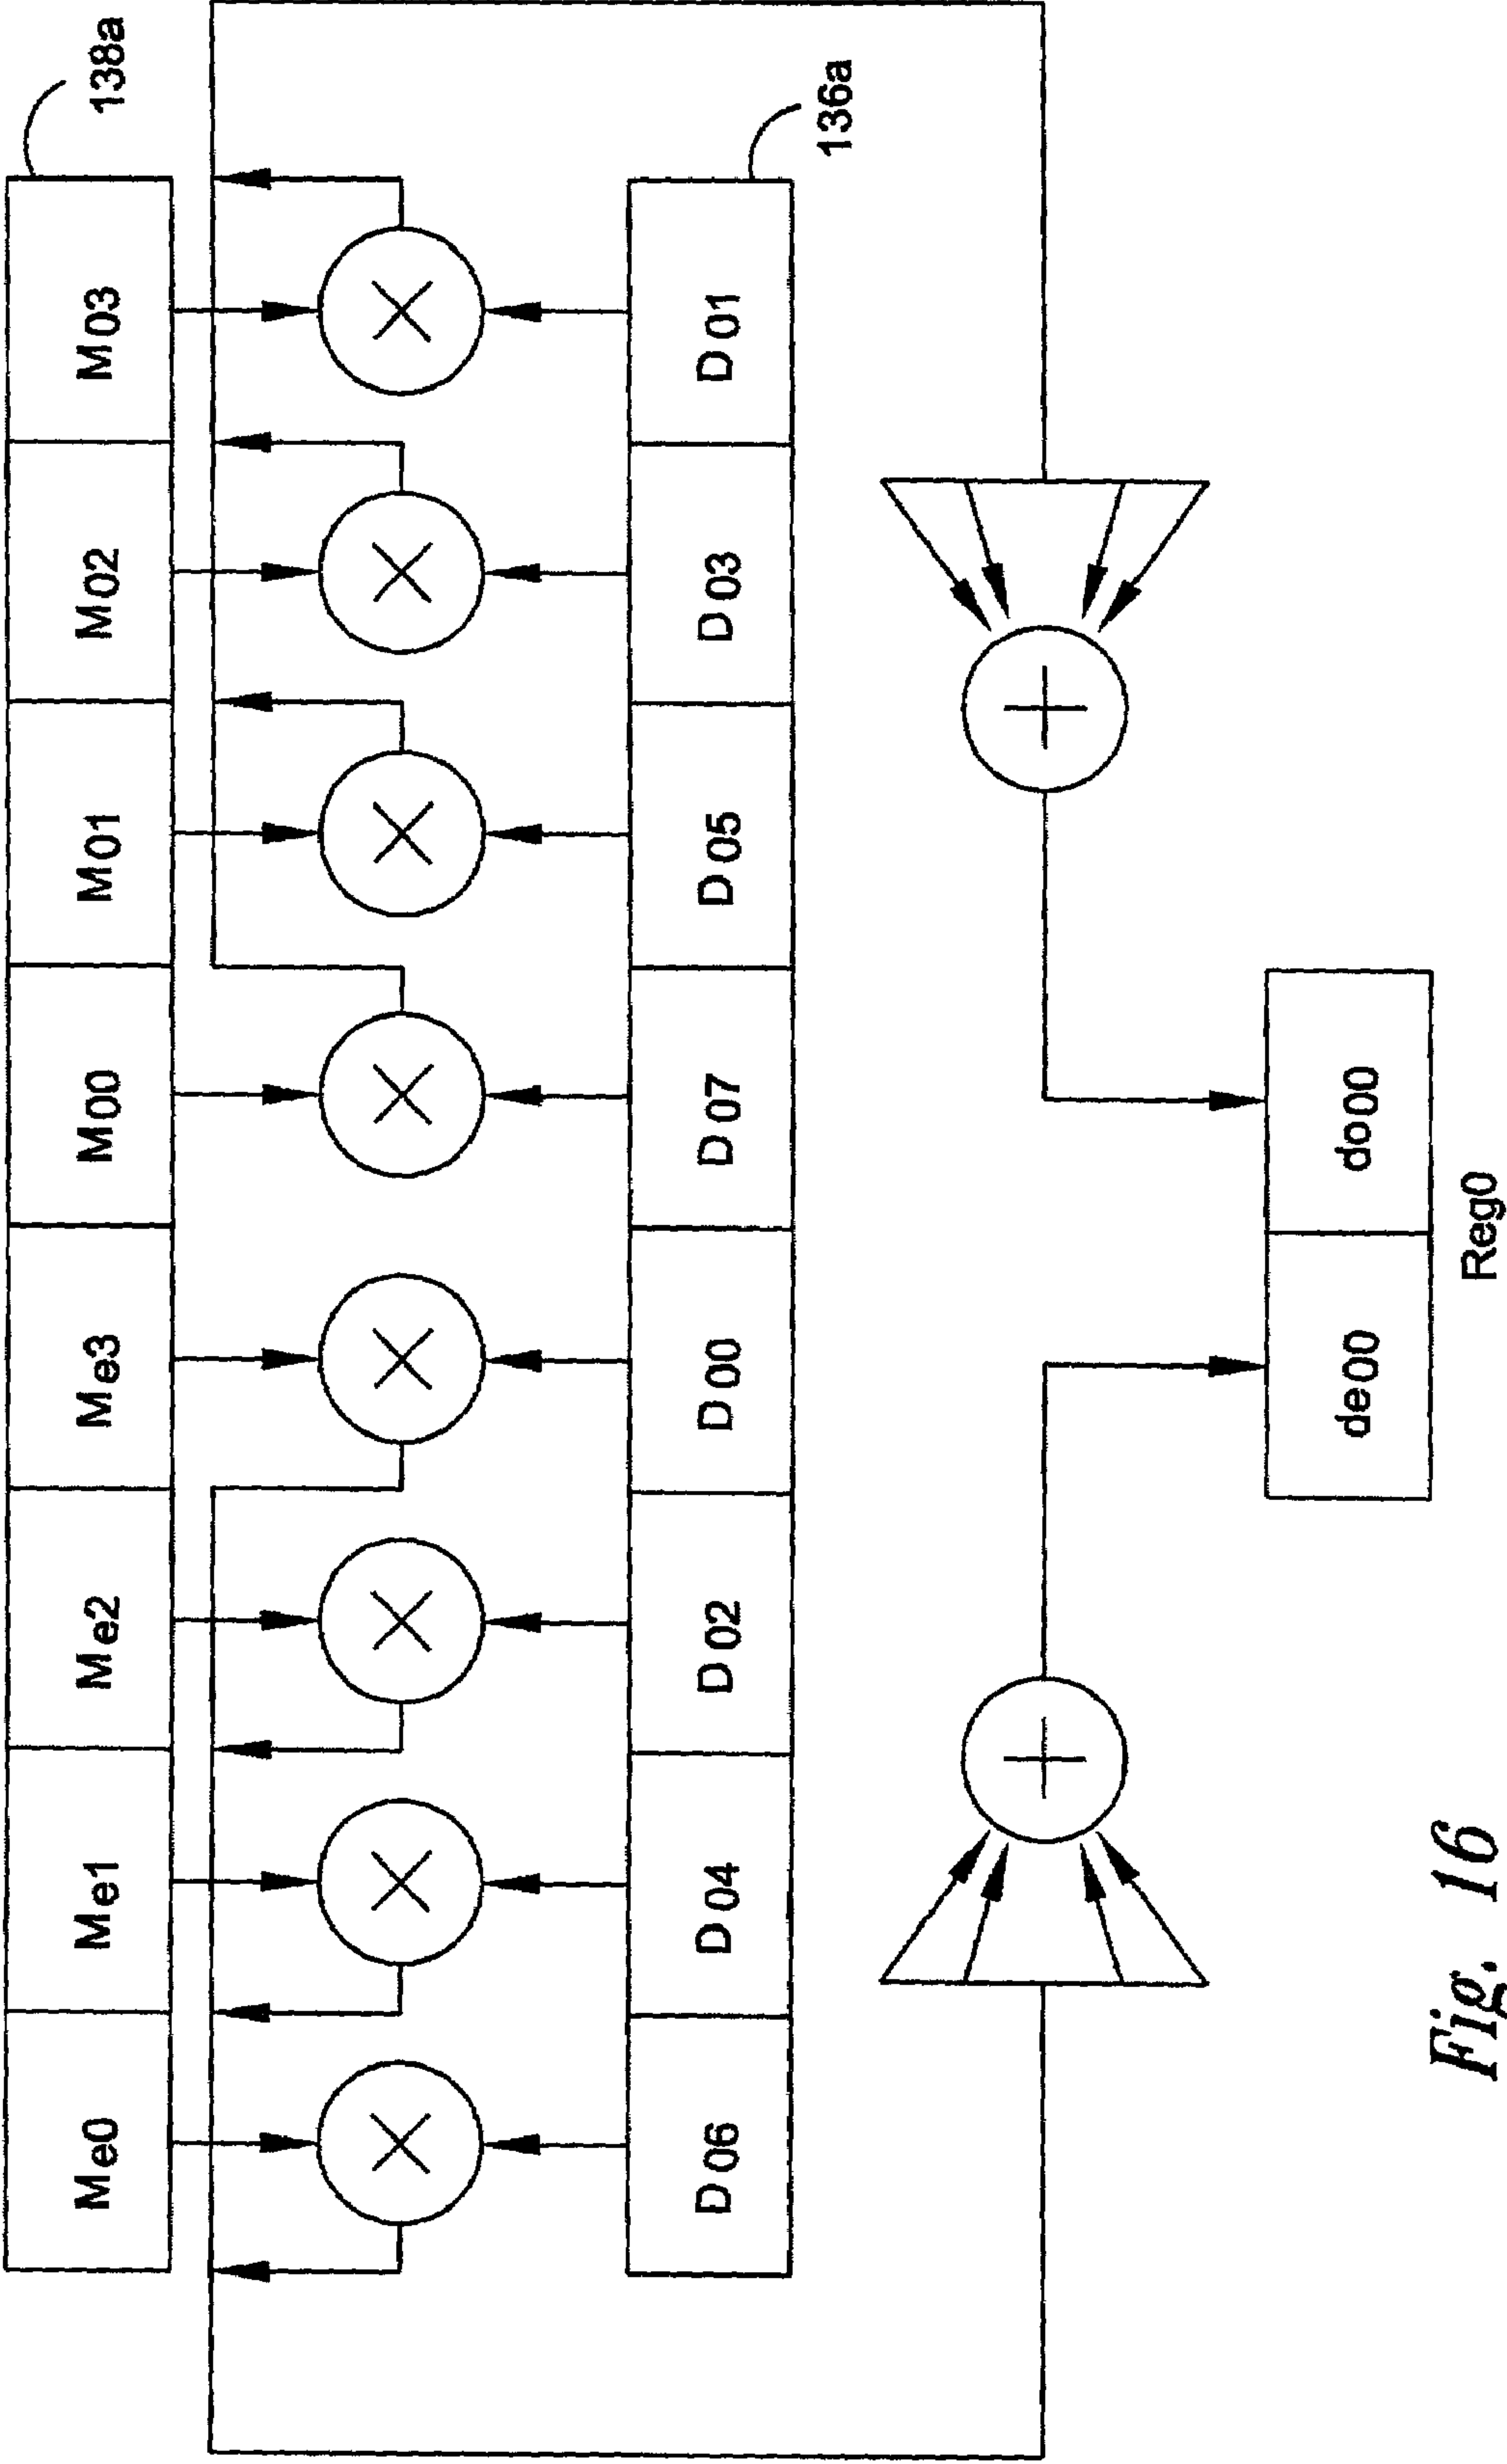 138a
Me0 Me1 Me2 Me3 M00 M01 M02 M03
D06 D04 D02 D00 D07 D05 D03 D01
136a
de00 do00
Reg0
Fig. 16